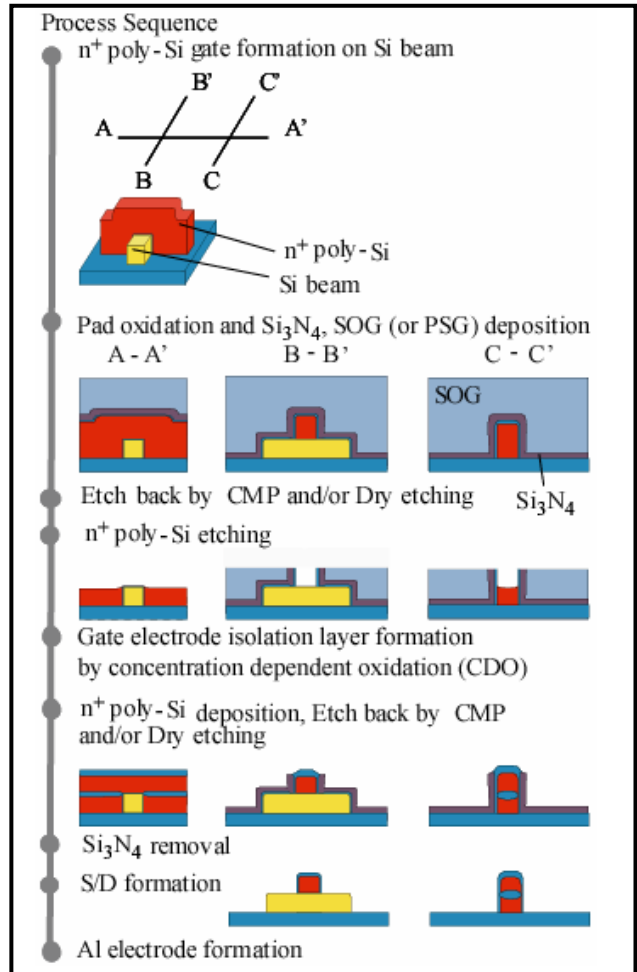 Process Sequence
n⁺ poly-Si gate formation on Si beam
B' C'
A A'
B C
n⁺ poly-Si
Si beam
Pad oxidation and Si₃N₄, SOG (or PSG) deposition
A - A' B - B' C - C'
SOG
Etch back by CMP and/or Dry etching
Si₃N₄
n⁺ poly-Si etching
Gate electrode isolation layer formation
by concentration dependent oxidation (CDO)
n⁺ poly-Si deposition, Etch back by CMP
and/or Dry etching
Si₃N₄ removal
S/D formation
Al electrode formation